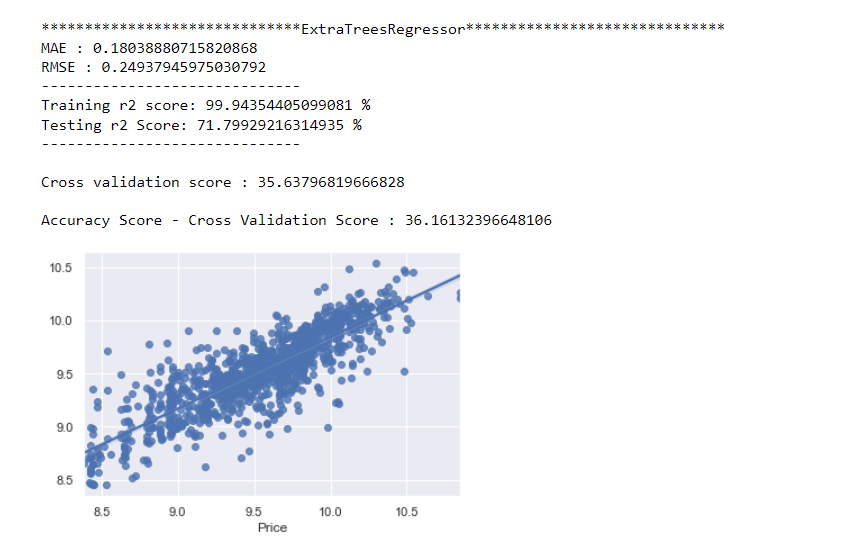 ******************************ExtraTreesRegressor******************************
MAE : 0.18038880715820868
RMSE : 0.24937945975030792
------------------------------
Training r2 score: 99.94354405099081 %
Testing r2 Score: 71.79929216314935 %
------------------------------
Cross validation score : 35.63796819666828
Accuracy Score - Cross Validation Score : 36.16132396648106
10.5
10.0
9.5
9.0
8.5
8.5 9.0 9.5 10.0 10.5
Price